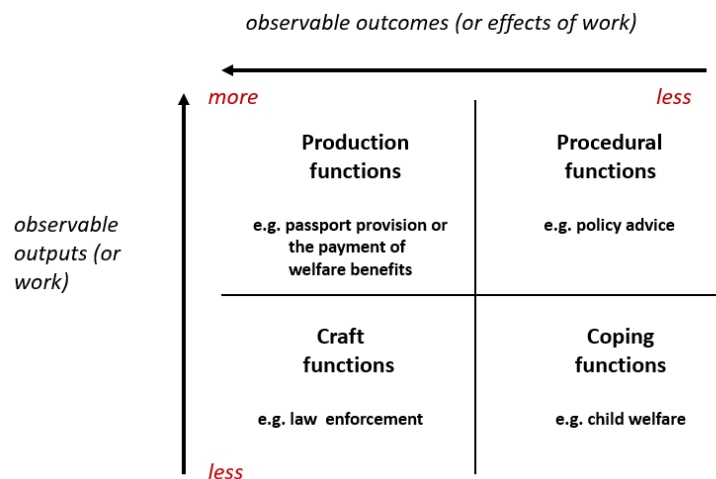 observable outcomes (or effects of work)
more
less
Production
functions
Procedural
functions
observable
outputs (or
work)
e.g. passport provision or
the payment of
welfare benefits
e.g. policy advice
Craft
functions
Coping
functions
e.g. law  enforcement
e.g. child welfare
less